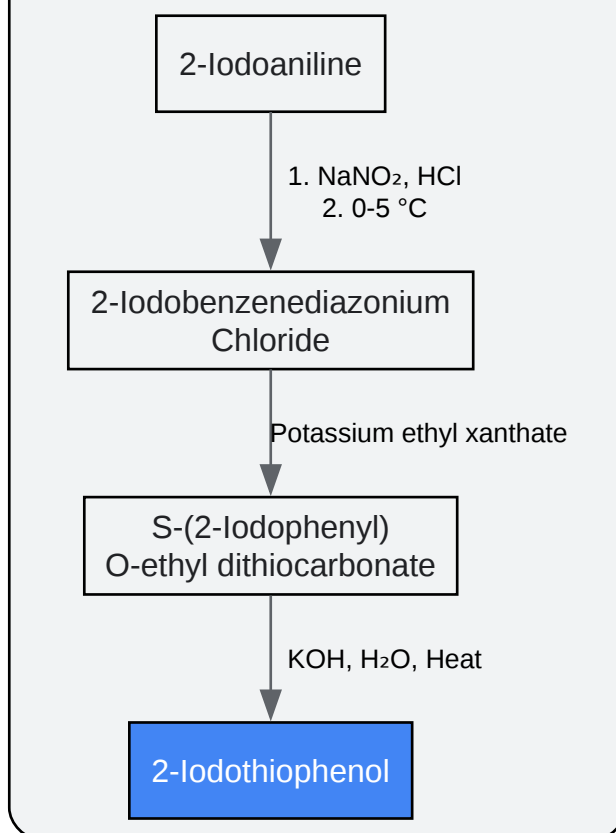 2-Iodoaniline
1. NaNO₂, HCl
2. 0-5 °C
2-Iodobenzenediazonium
Chloride
Potassium ethyl xanthate
S-(2-Iodophenyl)
O-ethyl dithiocarbonate
KOH, H₂O, Heat
2-Iodothiophenol